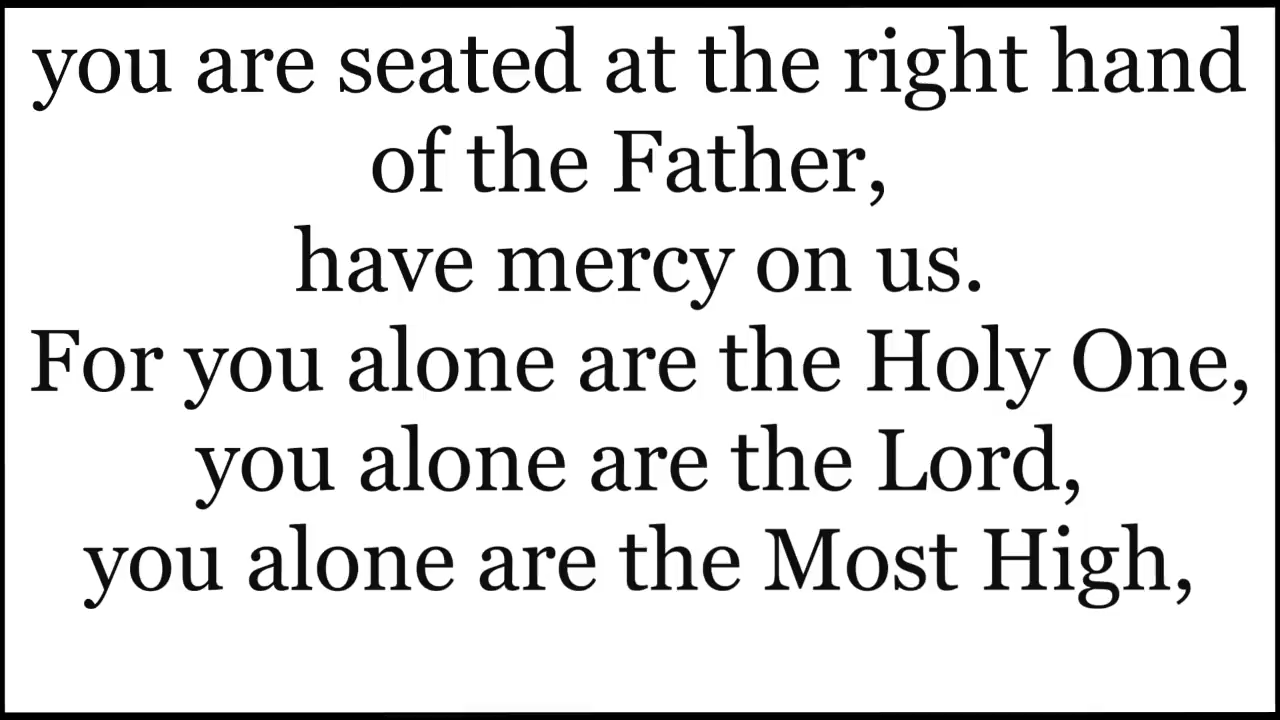 you are seated at the right hand
of the Father,
have mercy on us.
For you alone are the Holy One,
you alone are the Lord,
you alone are the Most High,